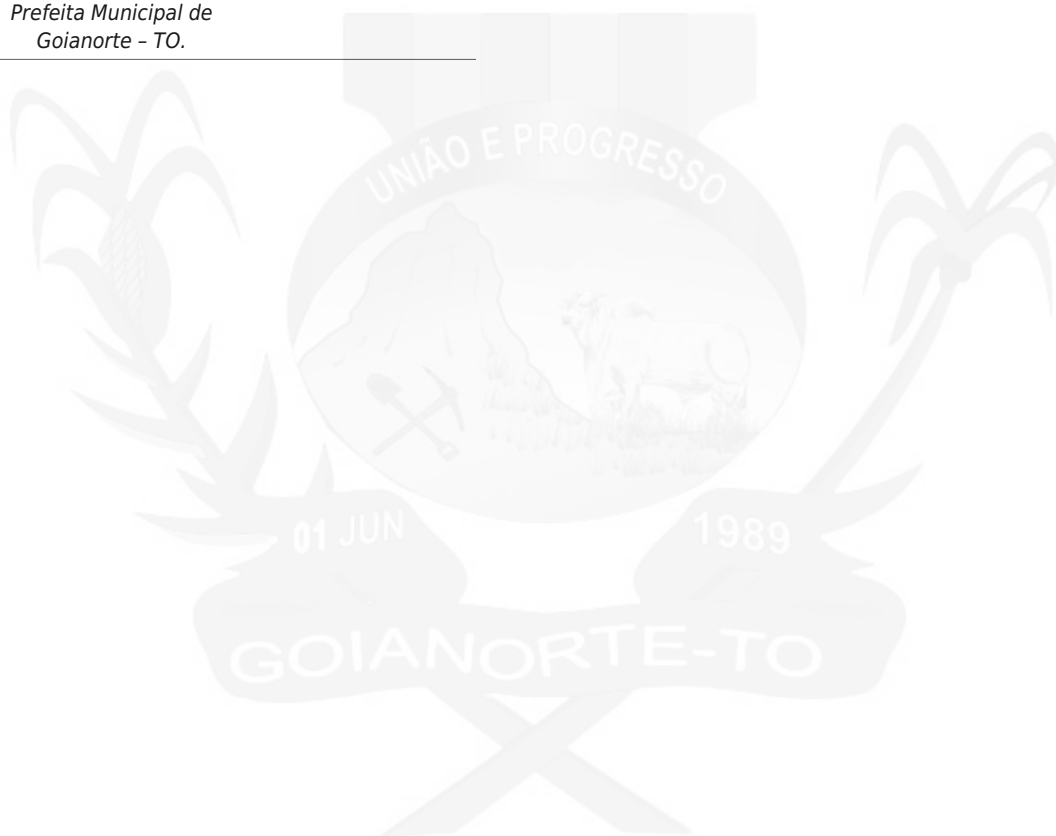 Prefeita Municipal de
Goianorte – TO.
UNIÃO E PROGRESSO
01 JUN 1989
GOIANORTE-TO